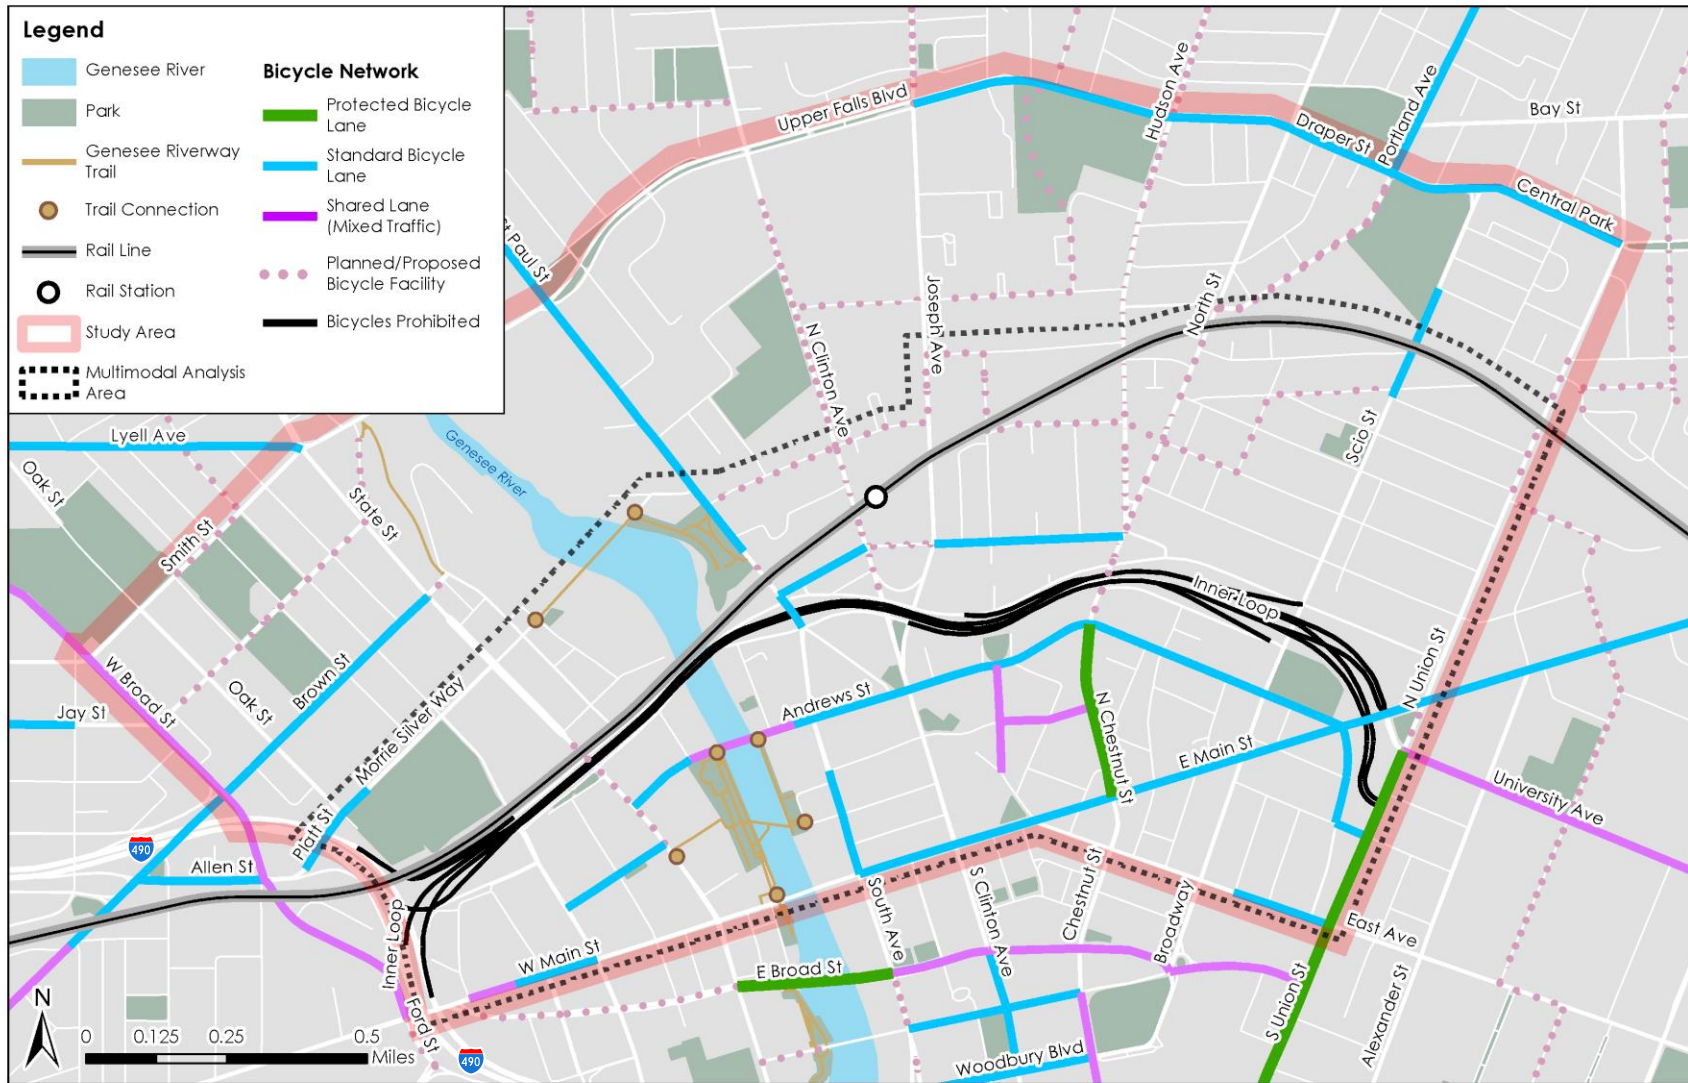 Legend
Genesee River
Park
Genesee Riverway
Trail
Trail Connection
Rail Line
Rail Station
Study Area
Multimodal Analysis
Area
Bicycle Network
Protected Bicycle
Lane
Standard Bicycle
Lane
Shared Lane
(Mixed Traffic)
Planned/Proposed
Bicycle Facility
Bicycles Prohibited
Upper Falls Blvd
Hudson Ave
Portland Ave
Bay St
Draper St
Central Park
St Paul St
Joseph Ave
North St
N Clinton Ave
Scio St
Lyell Ave
Genesee River
Oak St
State St
Smith St
Inner Loop
N Union St
W Broad St
Oak St
Brown St
Morrie Silver Way
Jay St
Andrews St
N Chestnut St
E Main St
University Ave
Platt St
490
Allen St
Inner Loop
W Main St
South Ave
S Clinton Ave
Chestnut St
Broadway
East Ave
E Broad St
S Union St
Alexander St
Ford St
Woodbury Blvd
490
N
0 0.125 0.25 0.5
Miles